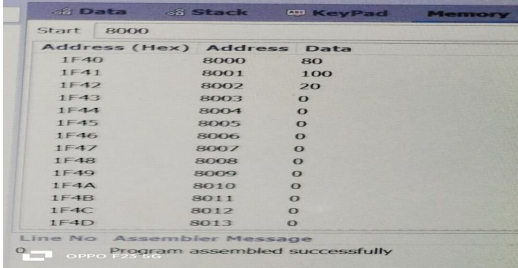 Data Stack KeyPad Memory
Start 8000
Address (Hex) Address Data
1F40 8000 80
1F41 8001 100
1F42 8002 20
1F43 8003 0
1F44 8004 0
1F45 8005 0
1F46 8006 0
1F47 8007 0
1F48 8008 0
1F49 8009 0
1F4A 8010 0
1F4B 8011 0
1F4C 8012 0
1F4D 8013 0
Line No Assembler Message
0 Program assembled successfully
OPPO F23 5G